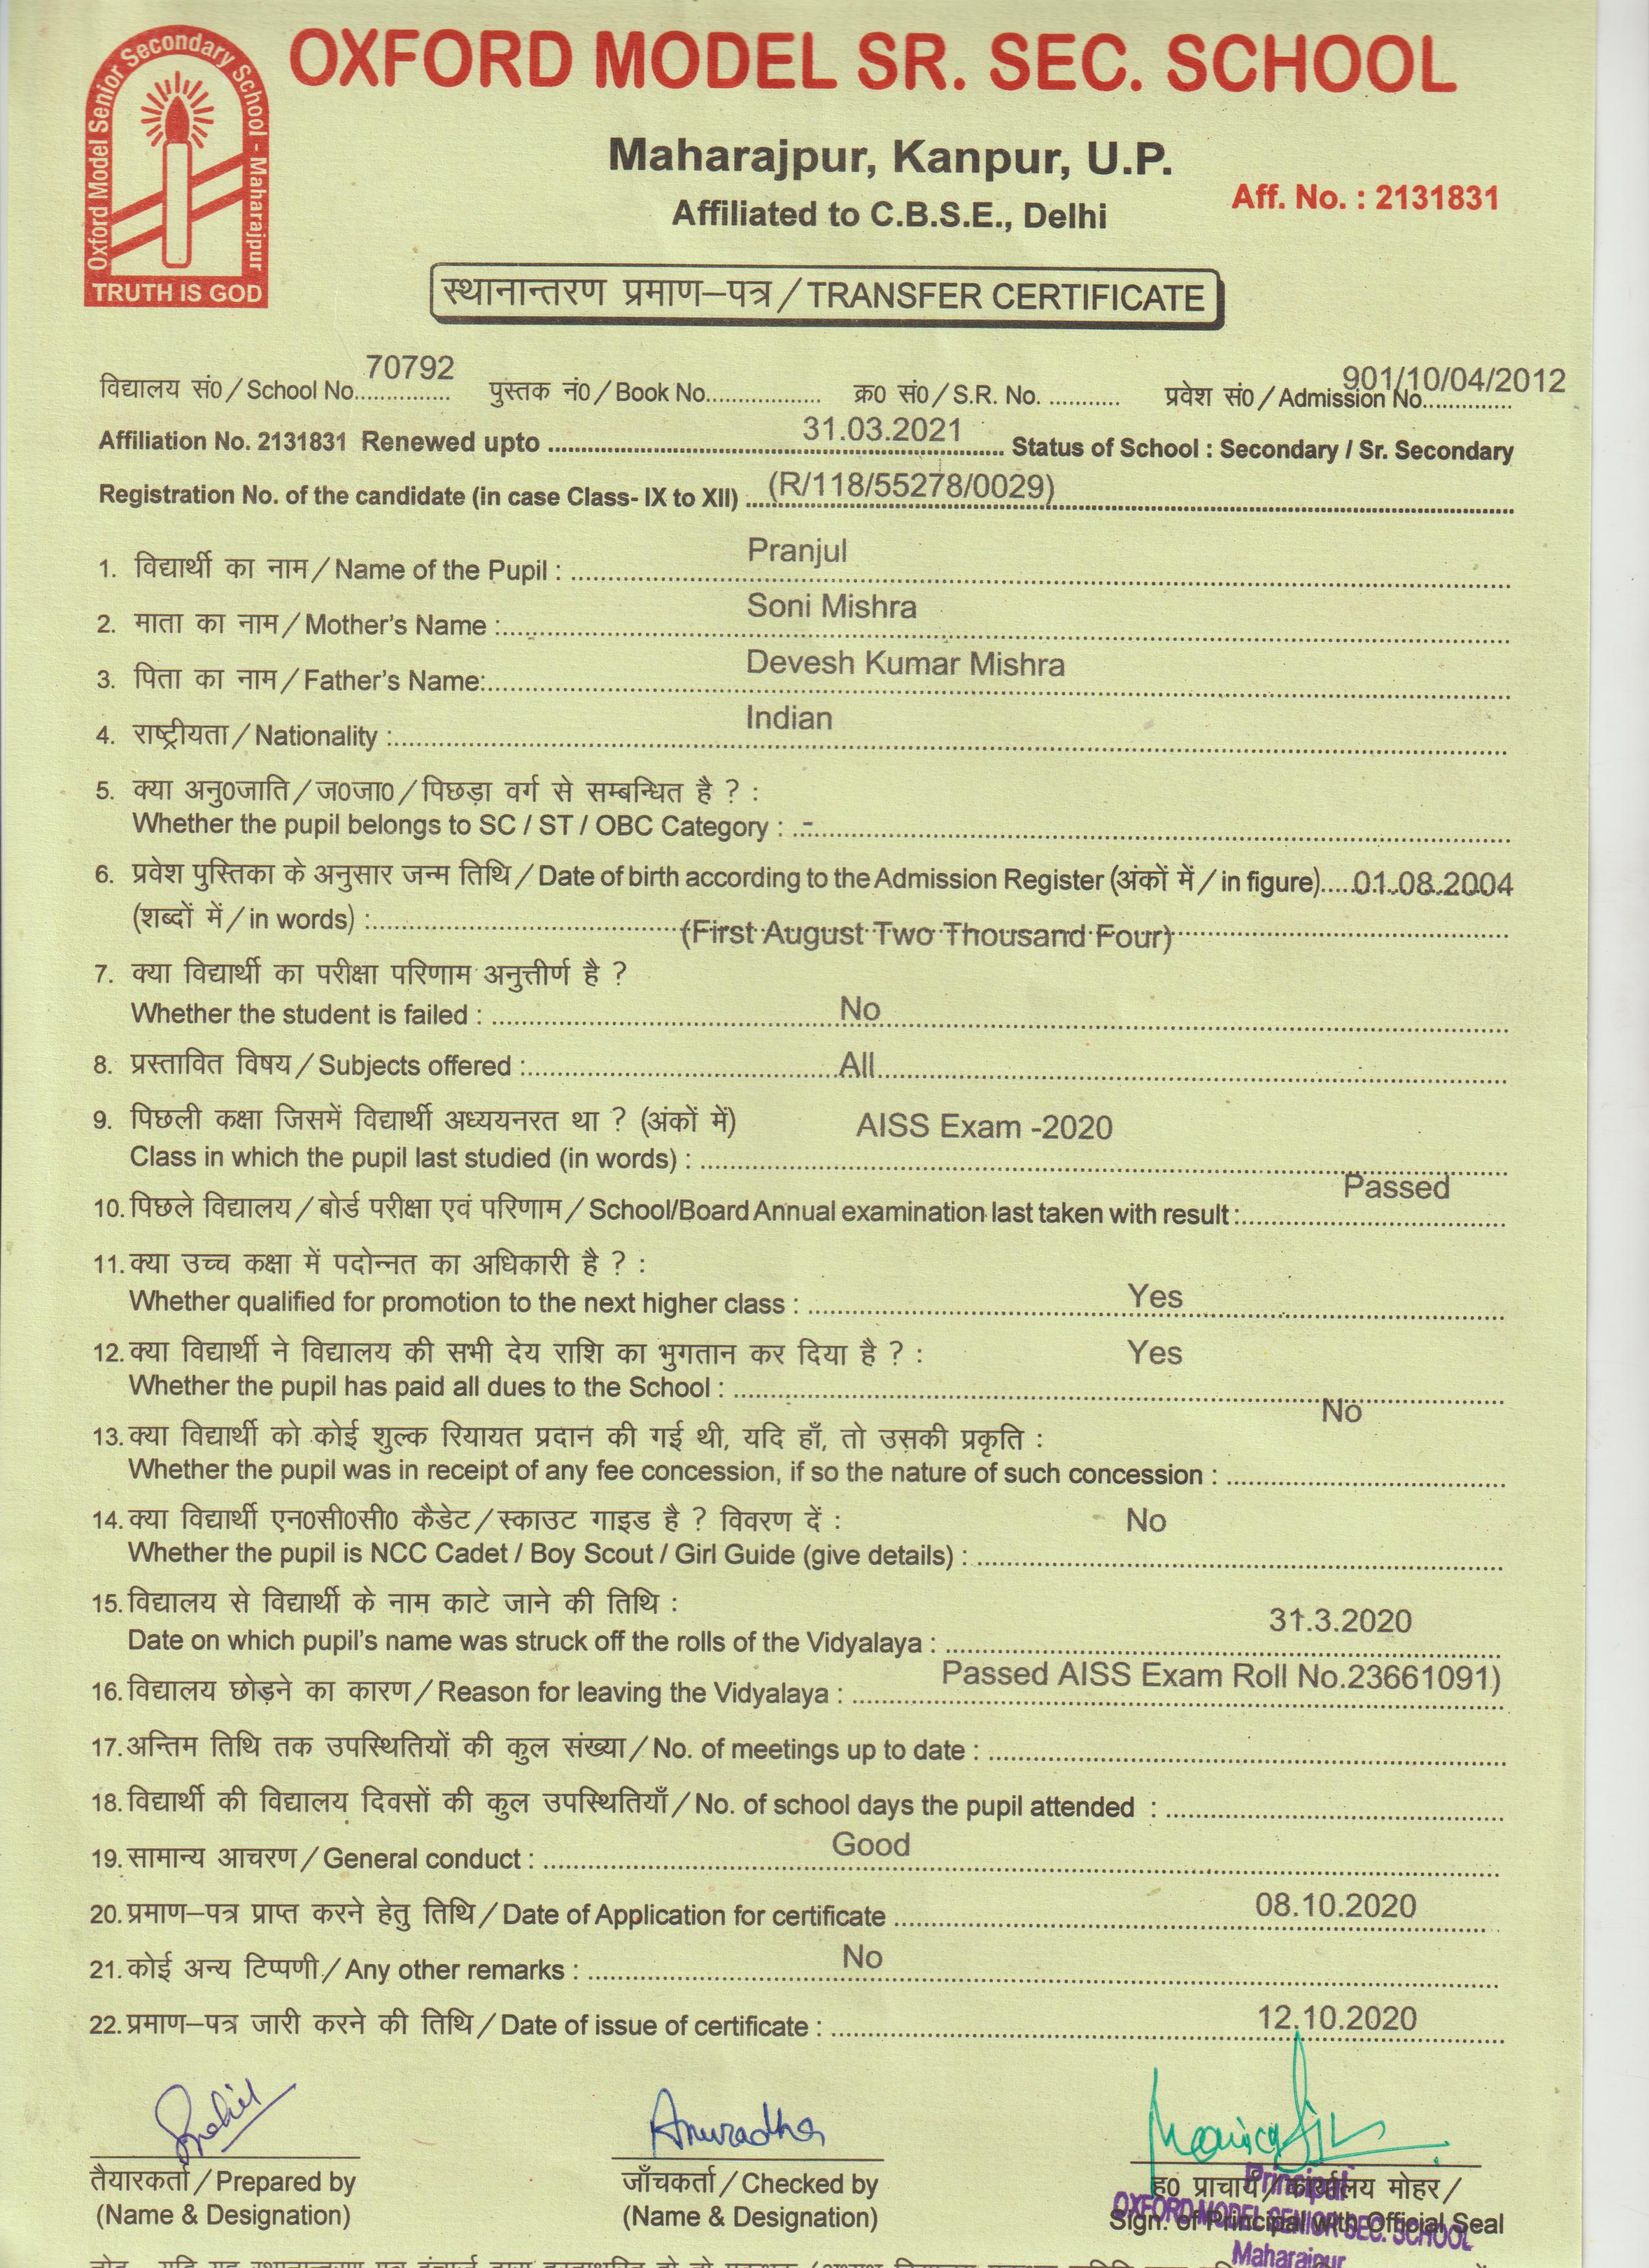 Oxford Model Senior Secondary School - Maharajpur
TRUTH IS GOD
OXFORD MODEL SR. SEC. SCHOOL
Maharajpur, Kanpur, U.P.
Affiliated to C.B.S.E., Delhi
Aff. No. : 2131831
स्थानान्तरण प्रमाण–पत्र / TRANSFER CERTIFICATE
विद्यालय सं0 / School No. 70792 पुस्तक नं0 / Book No. क्र0 सं0 / S.R. No. प्रवेश सं0 / Admission No. 901/10/04/2012
Affiliation No. 2131831 Renewed upto 31.03.2021 Status of School : Secondary / Sr. Secondary
Registration No. of the candidate (in case Class- IX to XII) (R/118/55278/0029)
1. विद्यार्थी का नाम / Name of the Pupil : Pranjul
2. माता का नाम / Mother's Name : Soni Mishra
3. पिता का नाम / Father's Name: Devesh Kumar Mishra
4. राष्ट्रीयता / Nationality : Indian
5. क्या अनु0जाति / ज0जा0 / पिछड़ा वर्ग से सम्बन्धित है ? :
Whether the pupil belongs to SC / ST / OBC Category : -
6. प्रवेश पुस्तिका के अनुसार जन्म तिथि / Date of birth according to the Admission Register (अंकों में / in figure) 01.08.2004
(शब्दों में / in words) : (First August Two Thousand Four)
7. क्या विद्यार्थी का परीक्षा परिणाम अनुत्तीर्ण है ?
Whether the student is failed : No
8. प्रस्तावित विषय / Subjects offered : All
9. पिछली कक्षा जिसमें विद्यार्थी अध्ययनरत था ? (अंकों में) AISS Exam -2020
Class in which the pupil last studied (in words) :
10. पिछले विद्यालय / बोर्ड परीक्षा एवं परिणाम / School/Board Annual examination last taken with result : Passed
11. क्या उच्च कक्षा में पदोन्नत का अधिकारी है ? :
Whether qualified for promotion to the next higher class : Yes
12. क्या विद्यार्थी ने विद्यालय की सभी देय राशि का भुगतान कर दिया है ? : Yes
Whether the pupil has paid all dues to the School :
No
13. क्या विद्यार्थी को कोई शुल्क रियायत प्रदान की गई थी, यदि हाँ, तो उसकी प्रकृति :
Whether the pupil was in receipt of any fee concession, if so the nature of such concession :
14. क्या विद्यार्थी एन0सी0सी0 कैडेट / स्काउट गाइड है ? विवरण दें : No
Whether the pupil is NCC Cadet / Boy Scout / Girl Guide (give details) :
15. विद्यालय से विद्यार्थी के नाम काटे जाने की तिथि :
Date on which pupil's name was struck off the rolls of the Vidyalaya : 31.3.2020
16. विद्यालय छोड़ने का कारण / Reason for leaving the Vidyalaya : Passed AISS Exam Roll No.23661091)
17. अन्तिम तिथि तक उपस्थितियों की कुल संख्या / No. of meetings up to date :
18. विद्यार्थी की विद्यालय दिवसों की कुल उपस्थितियाँ / No. of school days the pupil attended :
19. सामान्य आचरण / General conduct : Good
20. प्रमाण–पत्र प्राप्त करने हेतु तिथि / Date of Application for certificate 08.10.2020
21. कोई अन्य टिप्पणी / Any other remarks : No
22. प्रमाण–पत्र जारी करने की तिथि / Date of issue of certificate : 12.10.2020
Anuradha
तैयारकर्ता / Prepared by जाँचकर्ता / Checked by ह0 प्राचार्य / कार्यालय मोहर /
(Name & Designation) (Name & Designation) Sign. of Principal with Official Seal
Principal
OXFORD MODEL SENIOR SEC. SCHOOL
Maharajpur